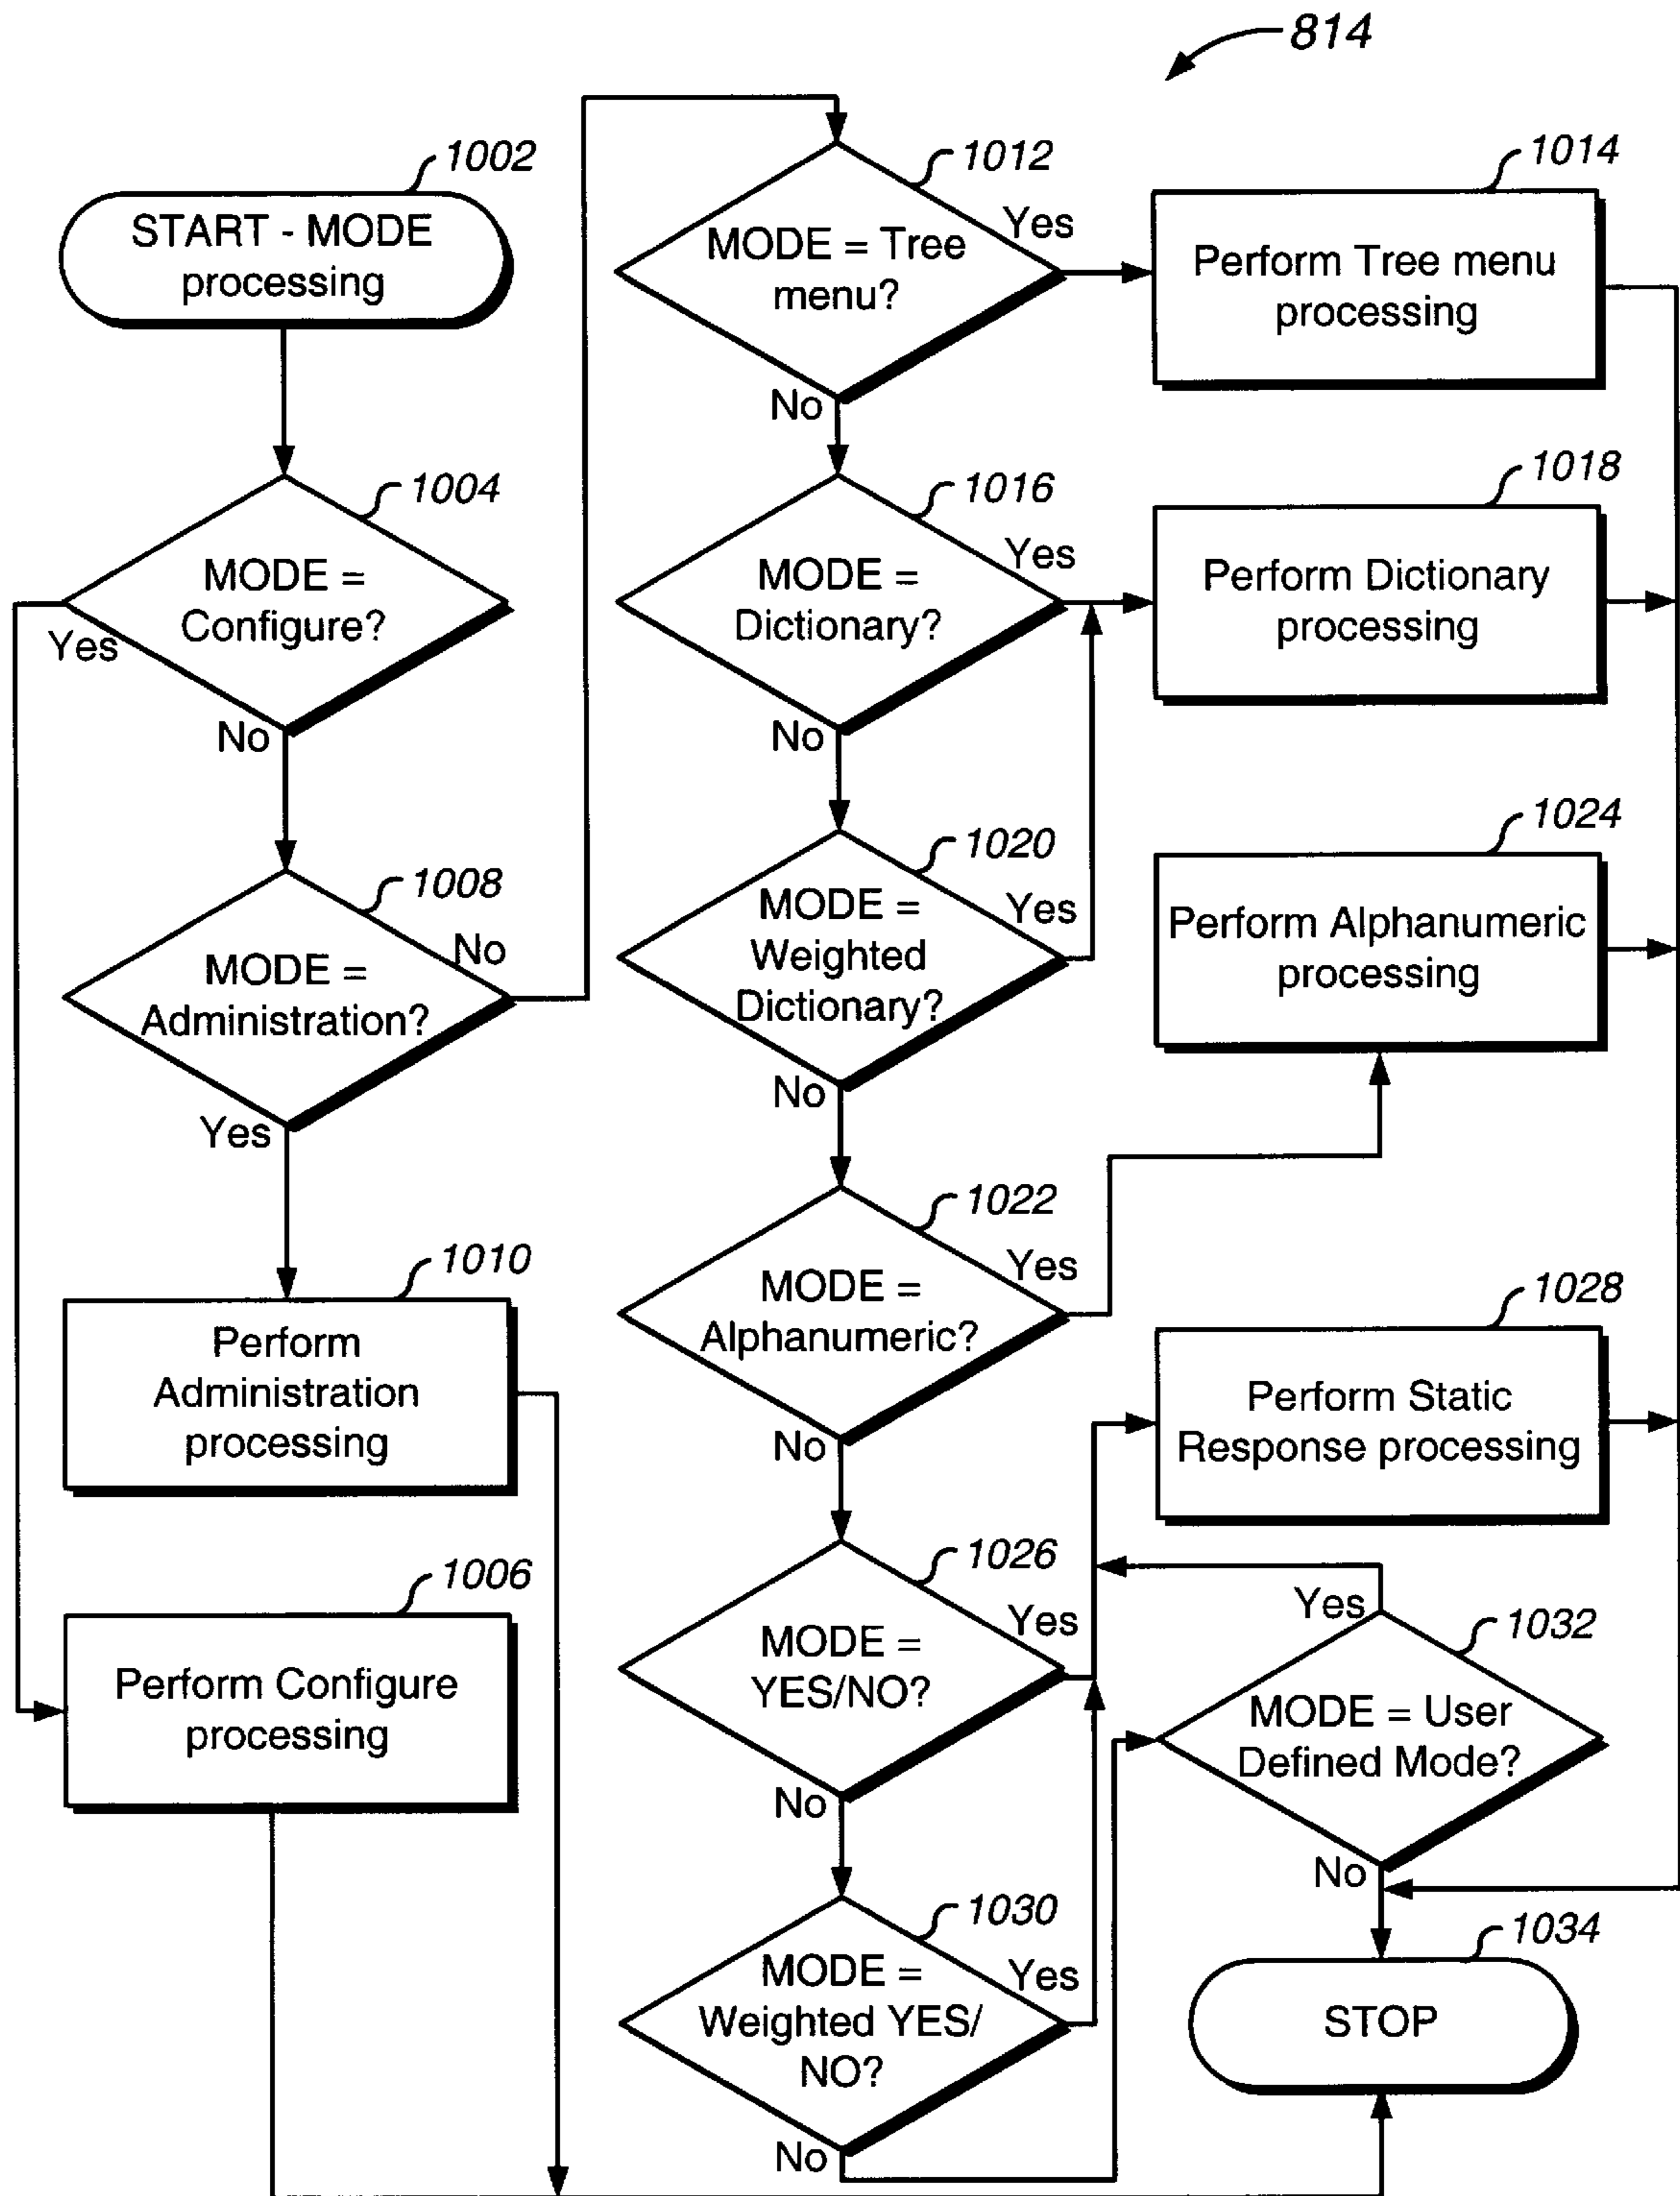 814
1002
START - MODE
processing
1004
MODE =
Configure?
Yes
No
1008
MODE =
Administration?
No
Yes
1010
Perform
Administration
processing
1006
Perform Configure
processing
1012
MODE = Tree
menu?
Yes
No
1014
Perform Tree menu
processing
1016
MODE =
Dictionary?
Yes
No
1018
Perform Dictionary
processing
1020
MODE =
Weighted
Dictionary?
Yes
No
1024
Perform Alphanumeric
processing
1022
MODE =
Alphanumeric?
Yes
No
1028
Perform Static
Response processing
1026
MODE =
YES/NO?
Yes
No
1032
MODE = User
Defined Mode?
Yes
No
1030
MODE =
Weighted YES/
NO?
Yes
No
1034
STOP